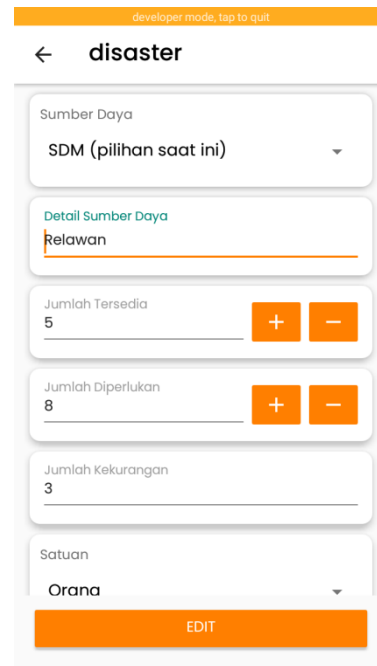 developer mode, tap to quit
disaster
Sumber Daya
SDM (pilihan saat ini)
Detail Sumber Daya
Relawan
Jumlah Tersedia
5
Jumlah Diperlukan
8
Jumlah Kekurangan
3
Satuan
Orang
EDIT